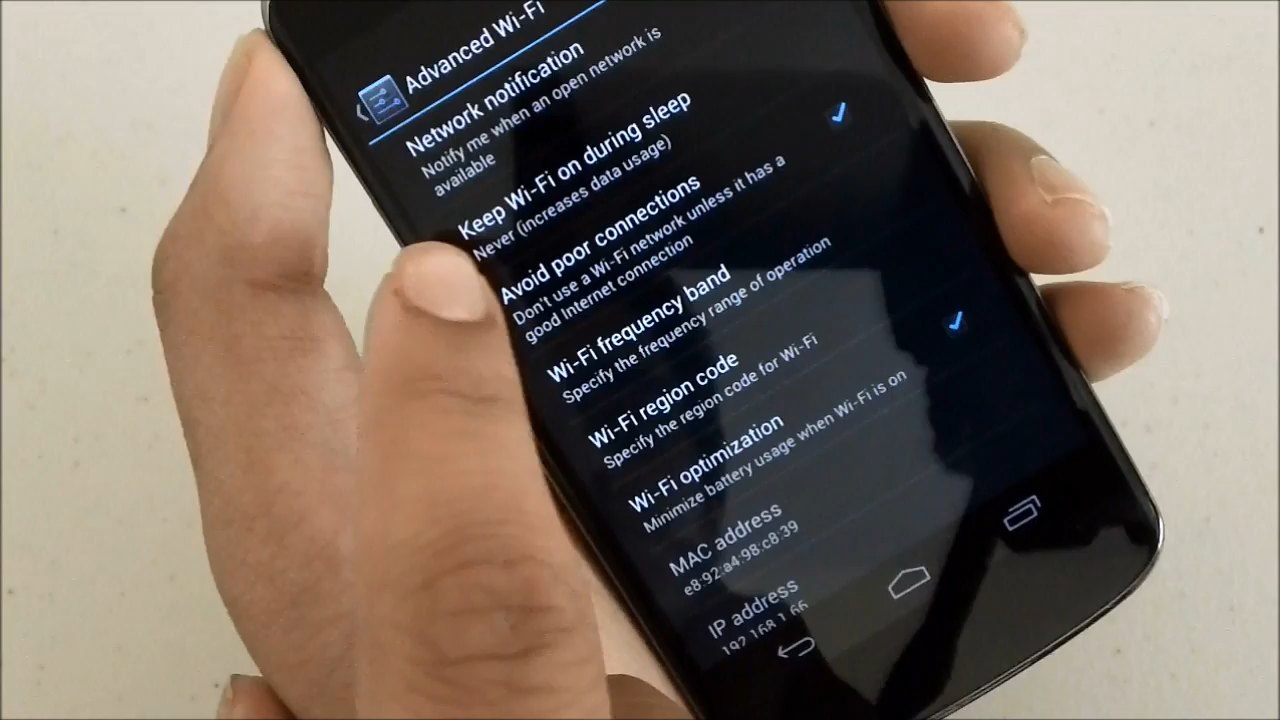 Advanced Wi-Fi
Network notification
Notify me when an open network is
available
Keep Wi-Fi on during sleep
Never (increases data usage)
Avoid poor connections
Don't use a Wi-Fi network unless it has a
good Internet connection
Wi-Fi frequency band
Specify the frequency range of operation
Wi-Fi region code
Specify the region code for Wi-Fi
Wi-Fi optimization
Minimize battery usage when Wi-Fi is on
MAC address
e8:92:a4:98:c8:39
IP address
192.168.1.66